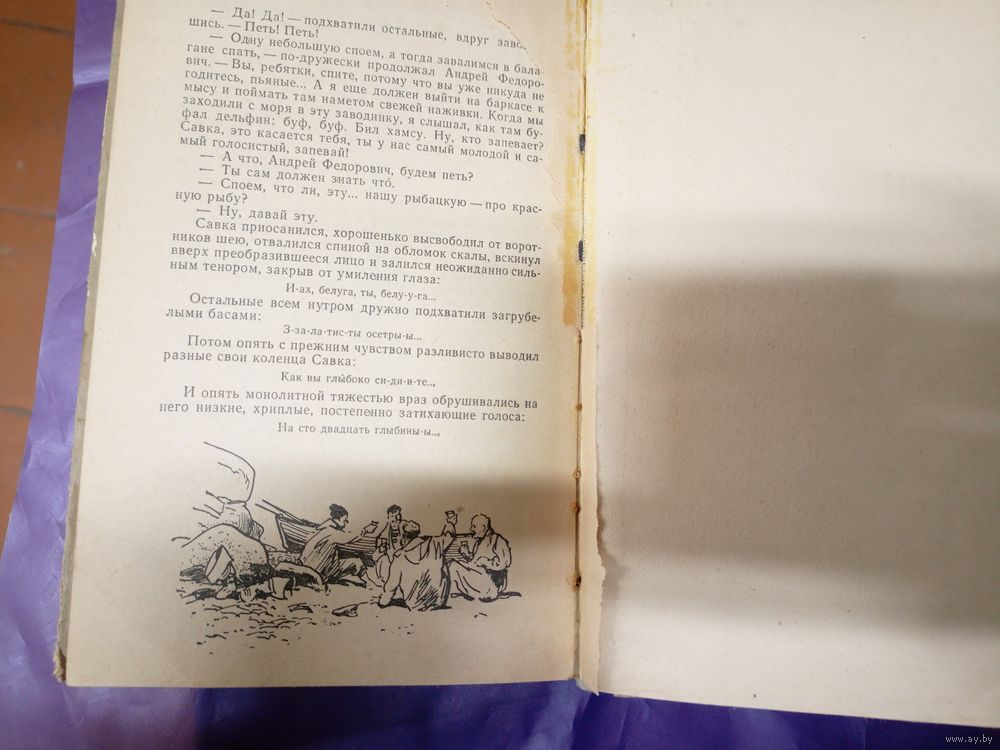 — Да! Да! — подхватили остальные, вдруг
шись. — Петь! Петь!
— Одну небольшую споем, а тогда завалимся в бала-
гане спать, — по-дружески продолжал Андрей Федоро-
вич. — Вы, ребятки, спите, потому что вы уже никуда не
годитесь, пьяные... А я еще должен выйти на баркасе к
мысу и поймать там наметом свежей наживки. Когда мы
заходили с моря в эту заводинку, я слышал, как там бу-
фал дельфин: буф, буф. Бил хамсу. Ну, кто запевает?
Савка, это касается тебя, ты у нас самый молодой и са-
мый голосистый, запевай!
— А что, Андрей Федорович, будем петь?
— Ты сам должен знать что́.
— Споем, что ли, эту... нашу рыбацкую — про крас-
ную рыбу?
— Ну, давай эту.
Савка приосанился, хорошенько высвободил от ворот-
ников шею, отвалился спиной на обломок скалы, вскинул
вверх преобразившееся лицо и залился неожиданно силь-
ным тенором, закрыв от умиления глаза:
И-ах, белуга, ты, белу-у-га...
Остальные всем нутром дружно подхватили загрубе-
лыми басами:
З-за-ла-тис-ты осетры-ы...
Потом опять с прежним чувством разливисто выводил
разные свои коленца Савка:
Как вы глы́боко си-ди-и-те...
И опять монолитной тяжестью враз обрушивались на
него низкие, хриплые, постепенно затихающие голоса:
На сто двадцать глыбины-ы...
www.ay.by